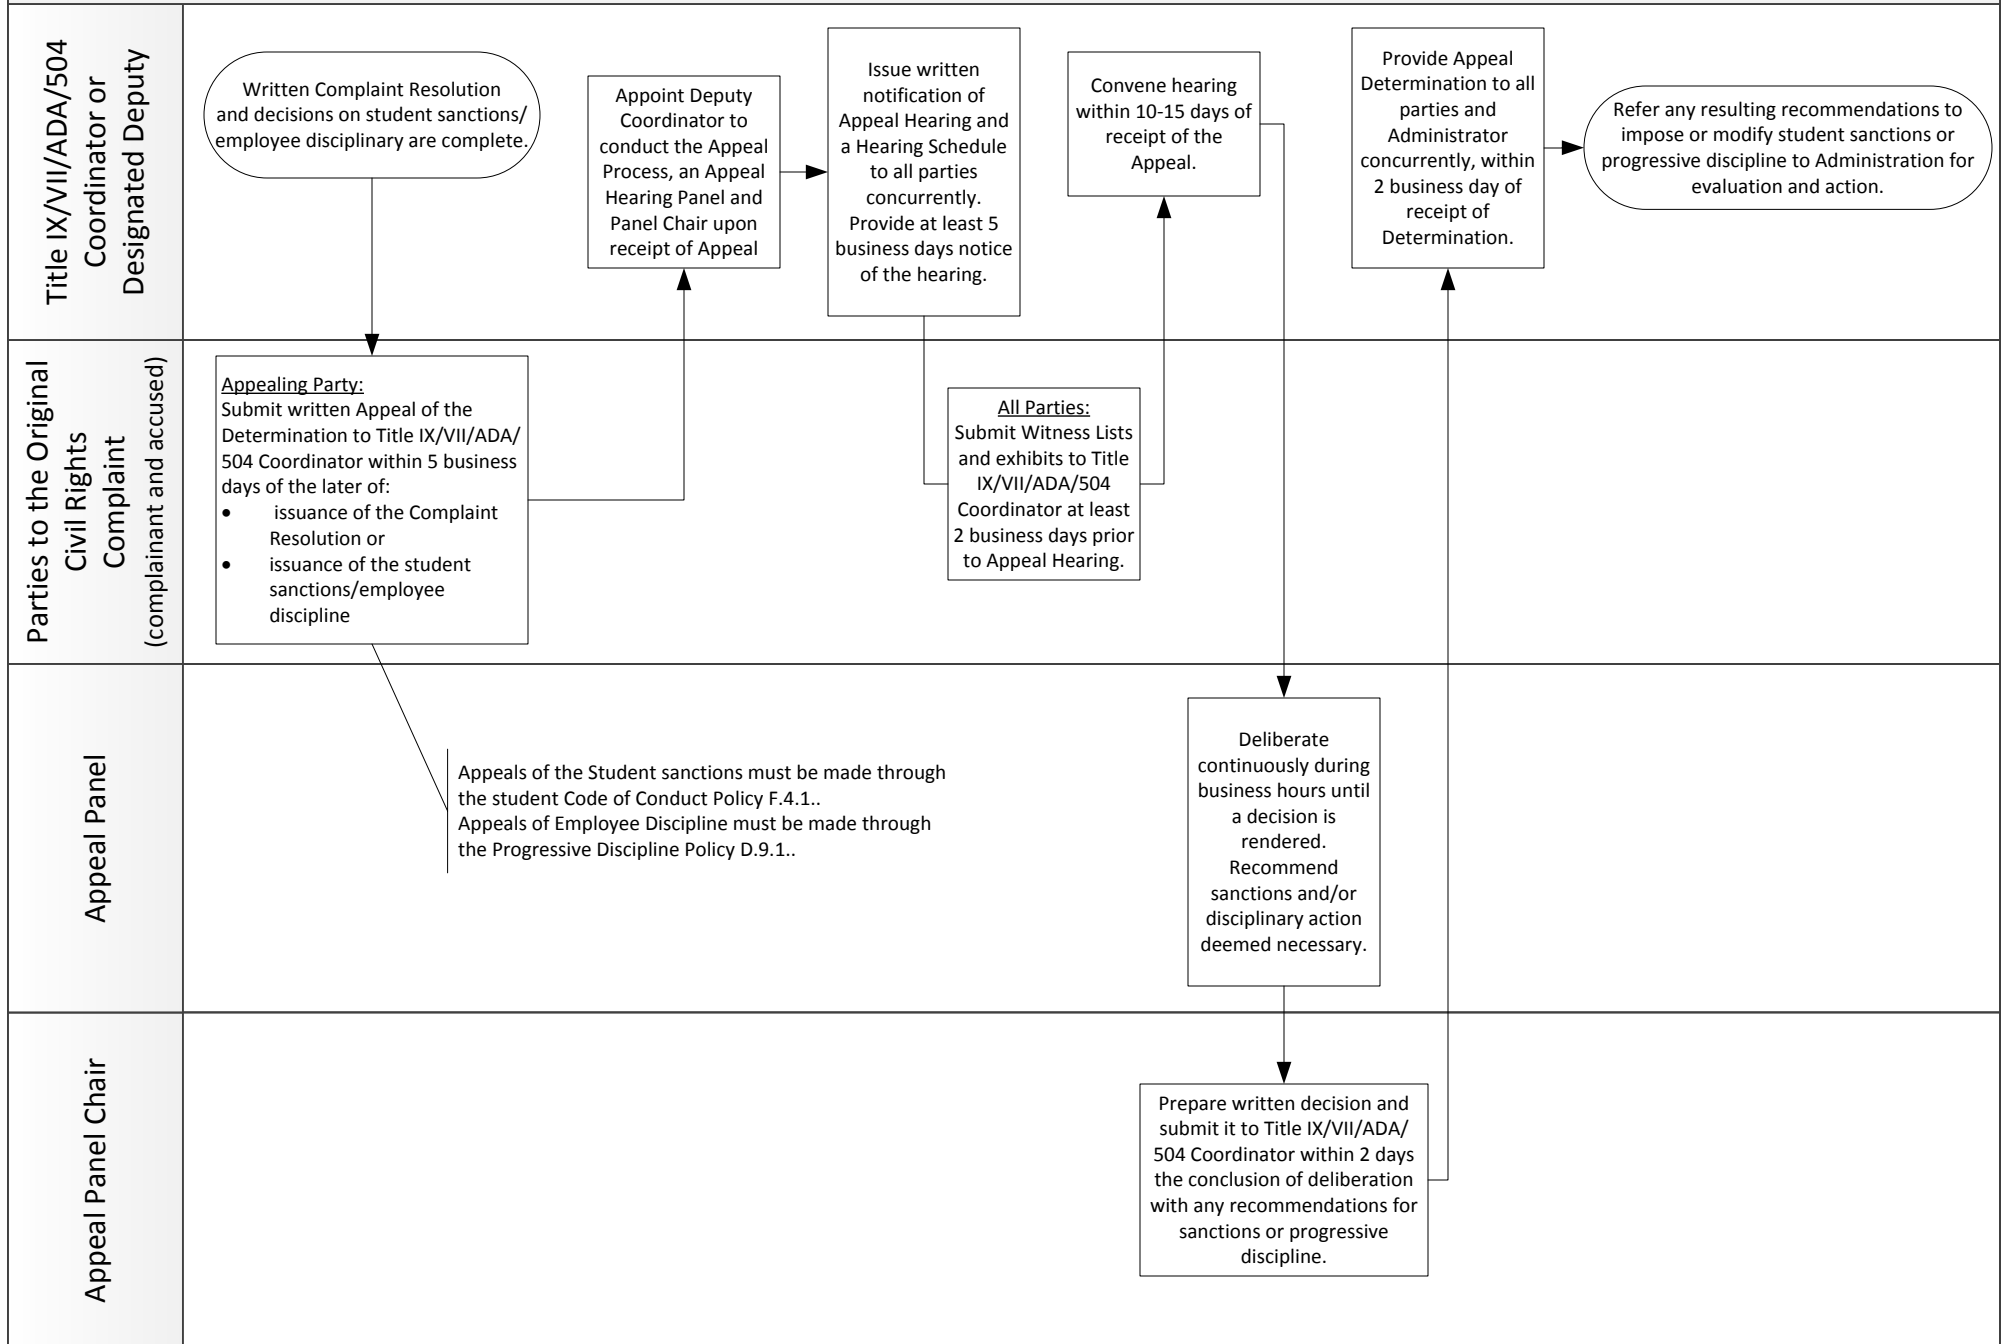 Title IX/VII/ADA/504
Coordinator or
Designated Deputy
Written Complaint Resolution
and decisions on student sanctions/
employee disciplinary are complete.
Appoint Deputy
Coordinator to
conduct the Appeal
Process, an Appeal
Hearing Panel and
Panel Chair upon
receipt of Appeal
Issue written
notification of
Appeal Hearing and
a Hearing Schedule
to all parties
concurrently.
Provide at least 5
business days notice
of the hearing.
Convene hearing
within 10-15 days of
receipt of the
Appeal.
Provide Appeal
Determination to all
parties and
Administrator
concurrently, within
2 business day of
receipt of
Determination.
Refer any resulting recommendations to
impose or modify student sanctions or
progressive discipline to Administration for
evaluation and action.
Parties to the Original
Civil Rights
Complaint
(complainant and accused)
Appealing Party:
Submit written Appeal of the
Determination to Title IX/VII/ADA/
504 Coordinator within 5 business
days of the later of:
• issuance of the Complaint
Resolution or
• issuance of the student
sanctions/employee
discipline
All Parties:
Submit Witness Lists
and exhibits to Title
IX/VII/ADA/504
Coordinator at least
2 business days prior
to Appeal Hearing.
Appeal Panel
Appeals of the Student sanctions must be made through
the student Code of Conduct Policy F.4.1..
Appeals of Employee Discipline must be made through
the Progressive Discipline Policy D.9.1..
Deliberate
continuously during
business hours until
a decision is
rendered.
Recommend
sanctions and/or
disciplinary action
deemed necessary.
Appeal Panel Chair
Prepare written decision and
submit it to Title IX/VII/ADA/
504 Coordinator within 2 days
the conclusion of deliberation
with any recommendations for
sanctions or progressive
discipline.